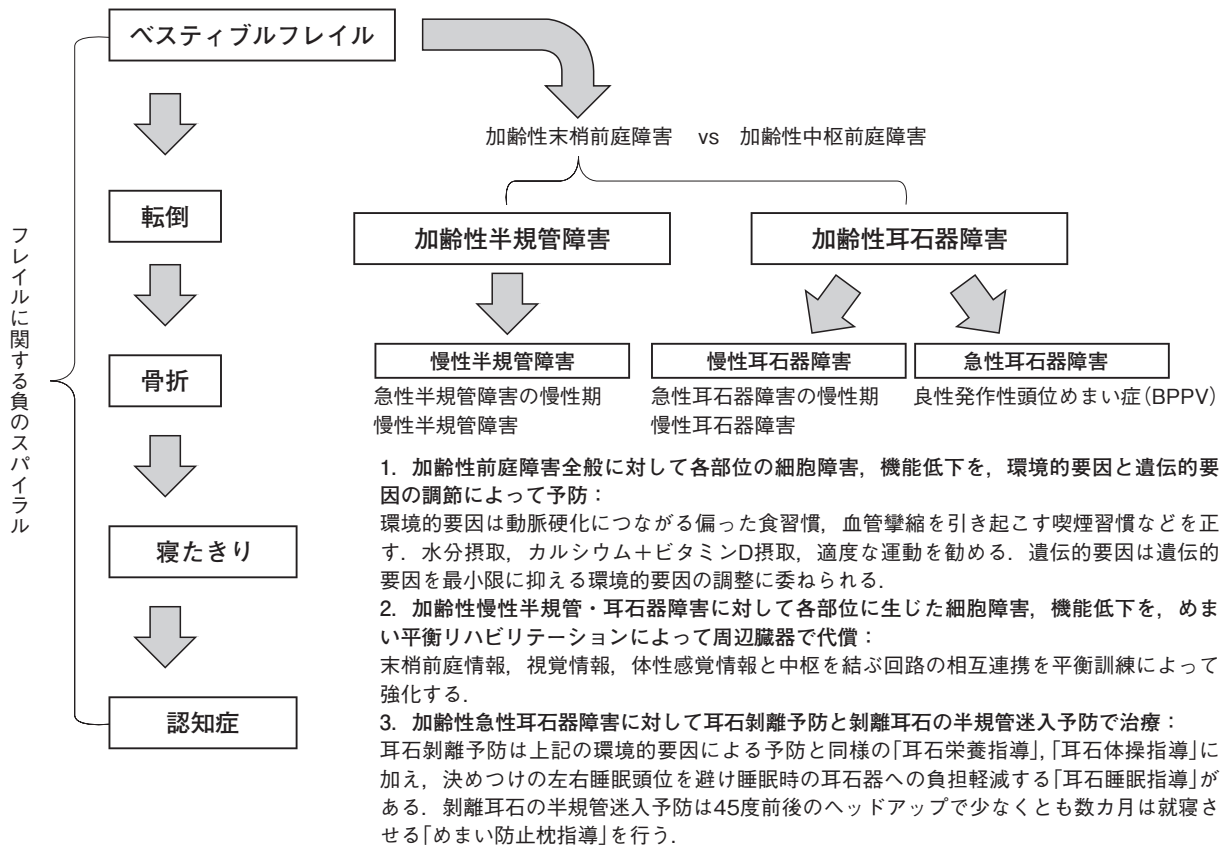 ベスティブルフレイル
転倒
骨折
寝たきり
認知症
フレイルに関する負のスパイラル
加齢性末梢前庭障害 vs 加齢性中枢前庭障害
加齢性半規管障害
加齢性耳石器障害
慢性半規管障害
急性半規管障害の慢性期
慢性半規管障害
慢性耳石器障害
急性耳石器障害の慢性期
慢性耳石器障害
急性耳石器障害
良性発作性頭位めまい症(BPPV)
1. 加齢性前庭障害全般に対して各部位の細胞障害，機能低下を，環境的要因と遺伝的要
因の調節によって予防：
環境的要因は動脈硬化につながる偏った食習慣，血管攣縮を引き起こす喫煙習慣などを正
す．水分摂取，カルシウム＋ビタミンD摂取，適度な運動を勧める．遺伝的要因は遺伝的
要因を最小限に抑える環境的要因の調整に委ねられる．
2. 加齢性慢性半規管・耳石器障害に対して各部位に生じた細胞障害，機能低下を，めま
い平衡リハビリテーションによって周辺臓器で代償：
末梢前庭情報，視覚情報，体性感覚情報と中枢を結ぶ回路の相互連携を平衡訓練によって
強化する．
3. 加齢性急性耳石器障害に対して耳石剝離予防と剝離耳石の半規管迷入予防で治療：
耳石剝離予防は上記の環境的要因による予防と同様の「耳石栄養指導」，「耳石体操指導」に
加え，決めつけの左右睡眠頭位を避け睡眠時の耳石器への負担軽減する「耳石睡眠指導」が
ある．剝離耳石の半規管迷入予防は45度前後のヘッドアップで少なくとも数カ月は就寝さ
せる「めまい防止枕指導」を行う．